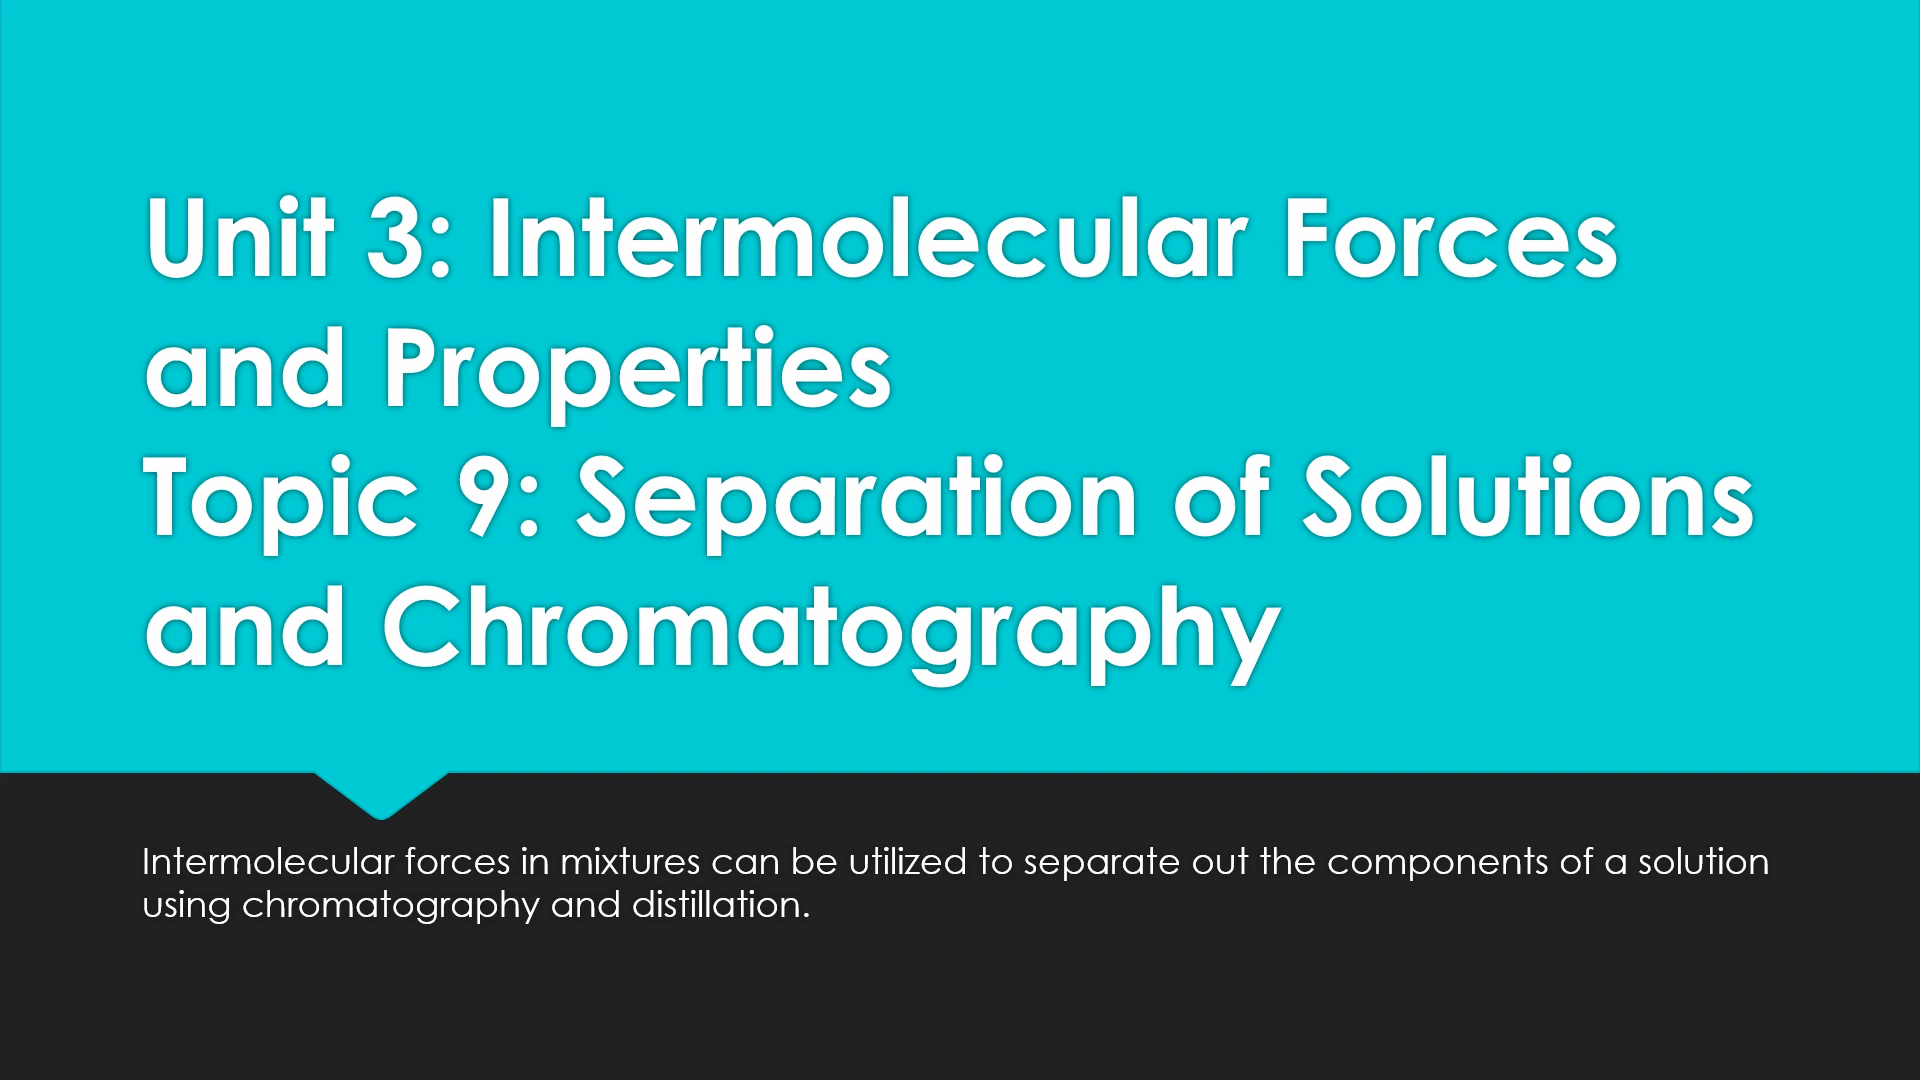 Unit 3: Intermolecular Forces
and Properties
Topic 9: Separation of Solutions
and Chromatography
Intermolecular forces in mixtures can be utilized to separate out the components of a solution
using chromatography and distillation.